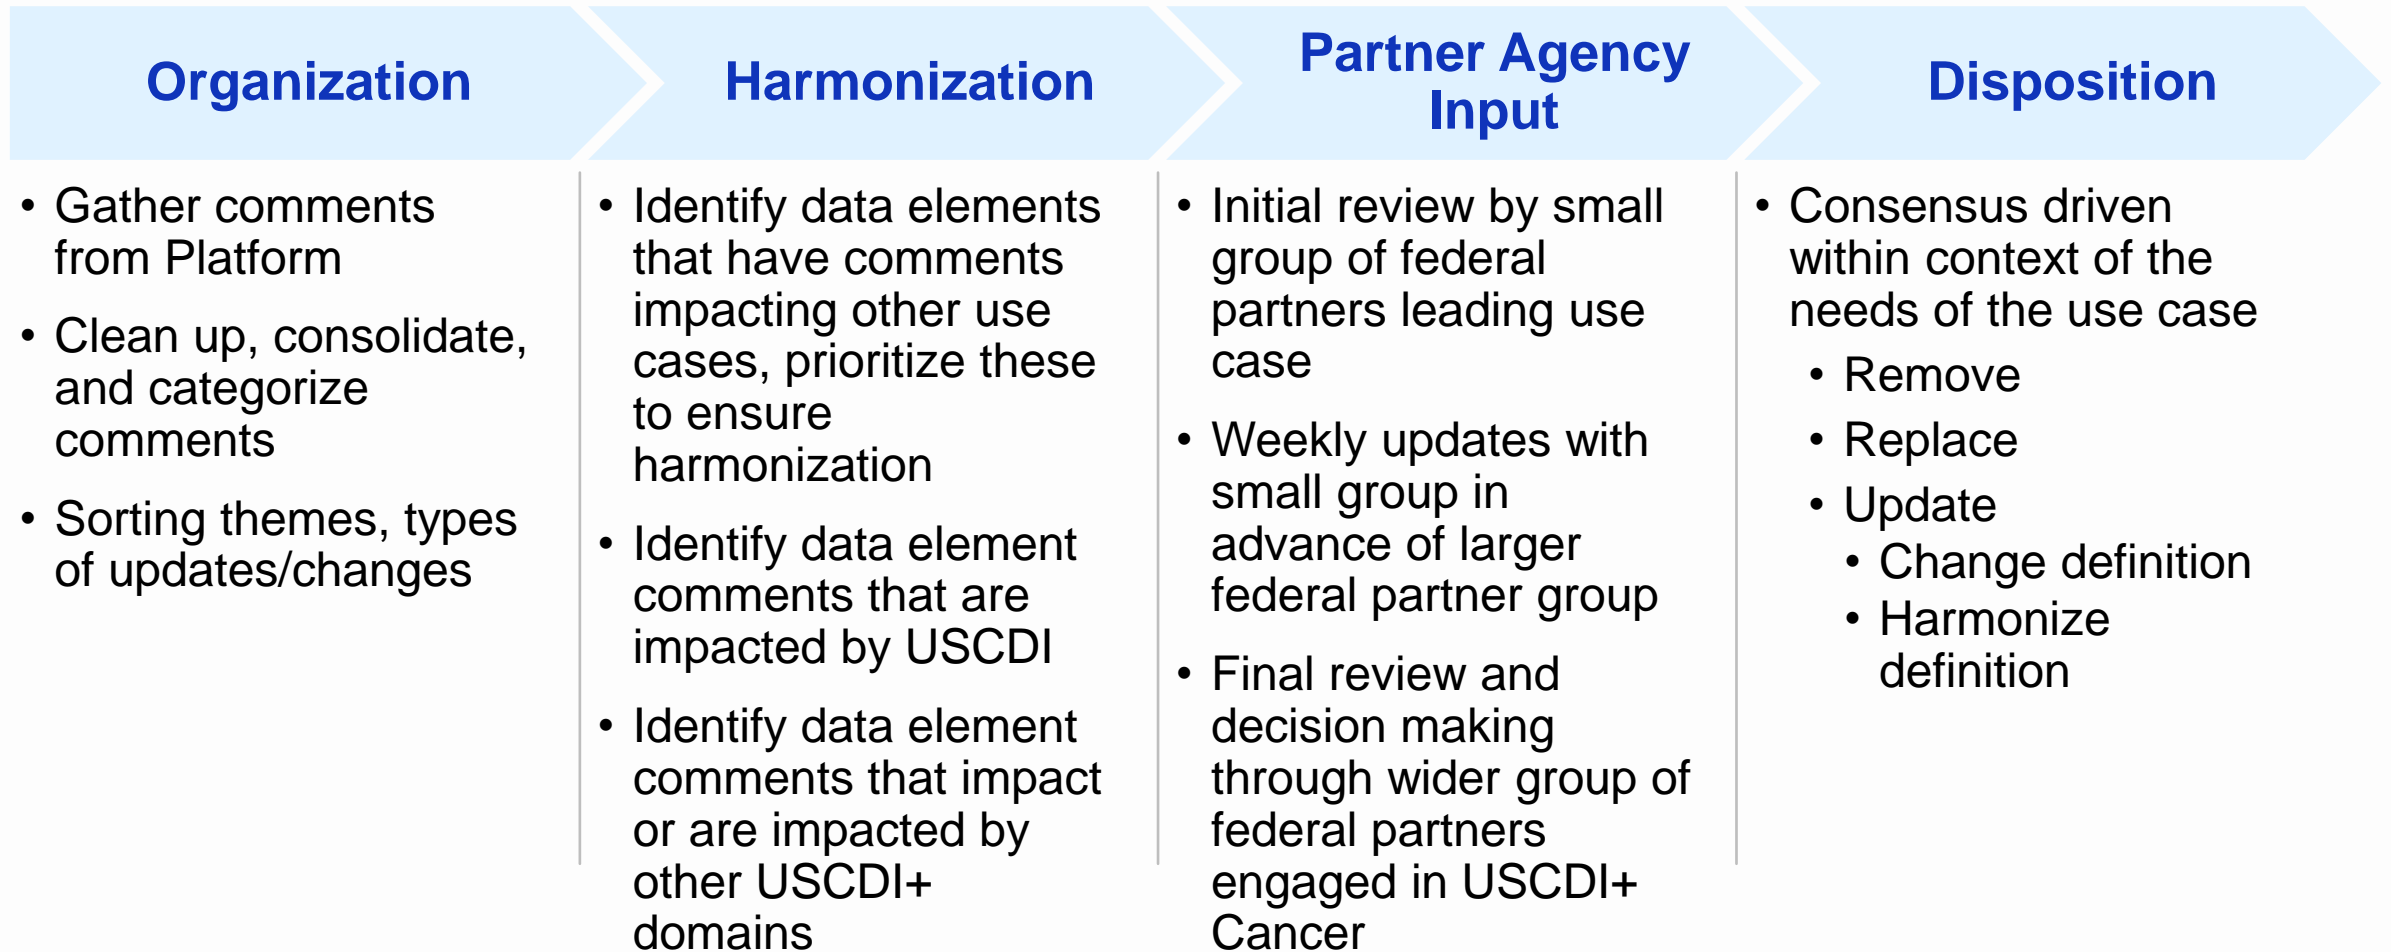 Organization
Harmonization
Partner Agency
Input
Disposition
• Gather comments
from Platform
• Clean up, consolidate,
and categorize
comments
• Sorting themes, types
of updates/changes
• Identify data elements
that have comments
impacting other use
cases, prioritize these
to ensure
harmonization
• Identify data element
comments that are
impacted by USCDI
• Identify data element
comments that impact
or are impacted by
other USCDI+
domains
• Initial review by small
group of federal
partners leading use
case
• Weekly updates with
small group in
advance of larger
federal partner group
• Final review and
decision making
through wider group of
federal partners
engaged in USCDI+
Cancer
• Consensus driven
within context of the
needs of the use case
• Remove
• Replace
• Update
• Change definition
• Harmonize
definition